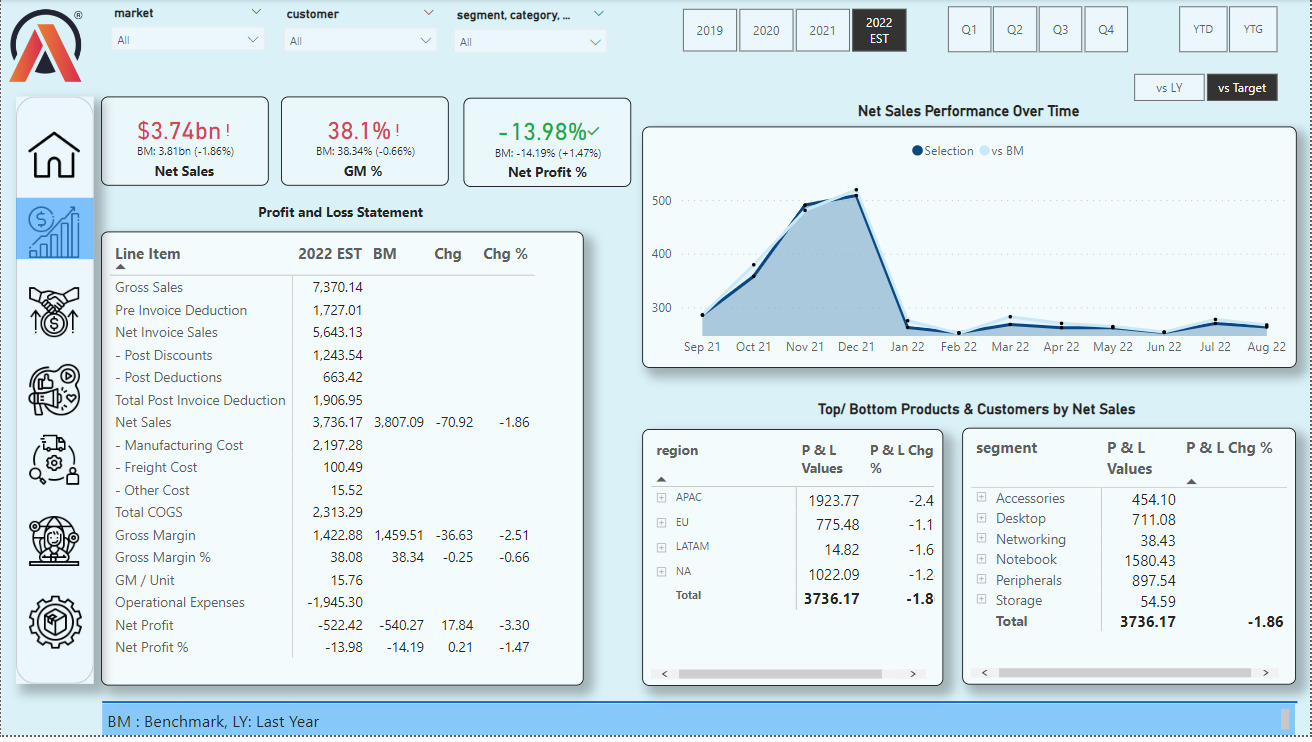 ®
market
customer
segment, category, ...
All
All
All
2019
2020
2021
2022 EST
Q1
Q2
Q3
Q4
YTD
YTG
vs LY
vs Target
$3.74bn !
BM: 3.81bn (-1.86%)
Net Sales
38.1% !
BM: 38.34% (-0.66%)
GM %
-13.98%✓
BM: -14.19% (+1.47%)
Net Profit %
Net Sales Performance Over Time
Selection vs BM
500
400
300
Sep 21 Oct 21 Nov 21 Dec 21 Jan 22 Feb 22 Mar 22 Apr 22 May 22 Jun 22 Jul 22 Aug 22
Profit and Loss Statement
Line Item 2022 EST BM Chg Chg %
Gross Sales 7,370.14
Pre Invoice Deduction 1,727.01
Net Invoice Sales 5,643.13
- Post Discounts 1,243.54
- Post Deductions 663.42
Total Post Invoice Deduction 1,906.95
Net Sales 3,736.17 3,807.09 -70.92 -1.86
- Manufacturing Cost 2,197.28
- Freight Cost 100.49
- Other Cost 15.52
Total COGS 2,313.29
Gross Margin 1,422.88 1,459.51 -36.63 -2.51
Gross Margin % 38.08 38.34 -0.25 -0.66
GM / Unit 15.76
Operational Expenses -1,945.30
Net Profit -522.42 -540.27 17.84 -3.30
Net Profit % -13.98 -14.19 0.21 -1.47
Top/ Bottom Products & Customers by Net Sales
region P & L Values P & L Chg %
APAC 1923.77 -2.4
EU 775.48 -1.1
LATAM 14.82 -1.6
NA 1022.09 -1.2
Total 3736.17 -1.8
segment P & L Values P & L Chg %
Accessories 454.10
Desktop 711.08
Networking 38.43
Notebook 1580.43
Peripherals 897.54
Storage 54.59
Total 3736.17 -1.86
BM : Benchmark, LY: Last Year